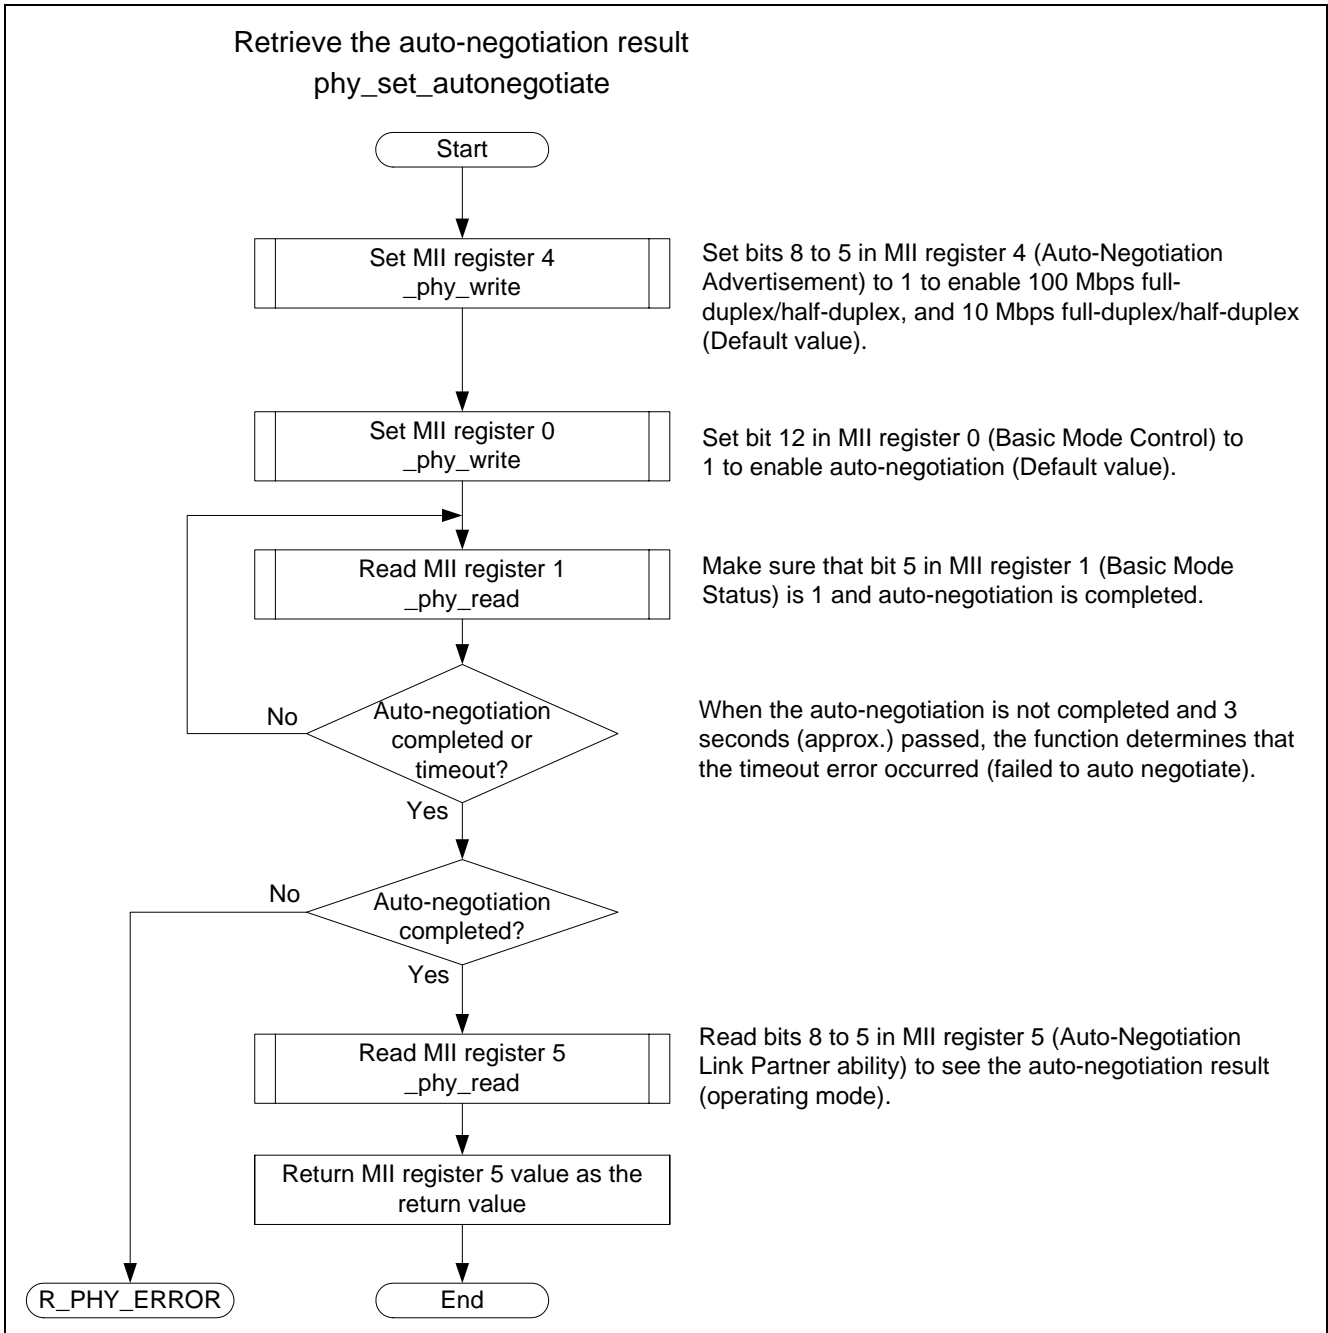 Retrieve the auto-negotiation result
phy_set_autonegotiate
Start
Set MII register 4
_phy_write
Set bits 8 to 5 in MII register 4 (Auto-Negotiation
Advertisement) to 1 to enable 100 Mbps full-
duplex/half-duplex, and 10 Mbps full-duplex/half-duplex
(Default value).
Set MII register 0
_phy_write
Set bit 12 in MII register 0 (Basic Mode Control) to
1 to enable auto-negotiation (Default value).
Read MII register 1
_phy_read
Make sure that bit 5 in MII register 1 (Basic Mode
Status) is 1 and auto-negotiation is completed.
No
Auto-negotiation
completed or
timeout?
Yes
When the auto-negotiation is not completed and 3
seconds (approx.) passed, the function determines that
the timeout error occurred (failed to auto negotiate).
No
Auto-negotiation
completed?
Yes
Read MII register 5
_phy_read
Read bits 8 to 5 in MII register 5 (Auto-Negotiation
Link Partner ability) to see the auto-negotiation result
(operating mode).
Return MII register 5 value as the
return value
R_PHY_ERROR
End